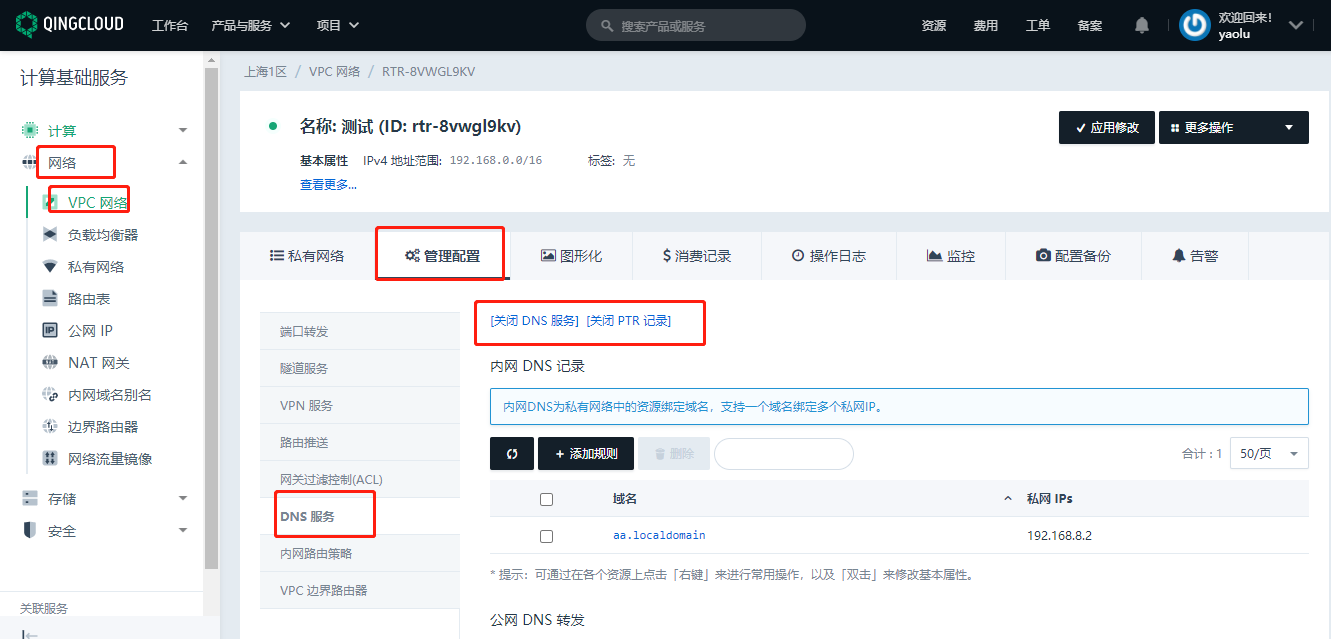 QINGCLOUD 工作台 产品与服务 项目 搜索产品或服务 资源 费用 工单 备案 欢迎回来！
yaolu
计算基础服务
计算
网络
VPC 网络
负载均衡器
私有网络
路由表
公网 IP
NAT 网关
内网域名别名
边界路由器
网络流量镜像
存储
安全
关联服务
上海1区 / VPC 网络 / RTR-8VWGL9KV
名称: 测试 (ID: rtr-8vwgl9kv)
应用修改 更多操作
基本属性 IPv4 地址范围: 192.168.0.0/16 标签: 无
查看更多...
私有网络 管理配置 图形化 消费记录 操作日志 监控 配置备份 告警
端口转发
隧道服务
VPN 服务
路由推送
网关过滤控制(ACL)
DNS 服务
内网路由策略
VPC 边界路由器
[关闭 DNS 服务] [关闭 PTR 记录]
内网 DNS 记录
内网DNS为私有网络中的资源绑定域名，支持一个域名绑定多个私网IP。
+ 添加规则 删除 合计 : 1 50/页
域名 私网 IPs
aa.localdomain 192.168.8.2
* 提示：可通过在各个资源上点击「右键」来进行常用操作，以及「双击」来修改基本属性。
公网 DNS 转发